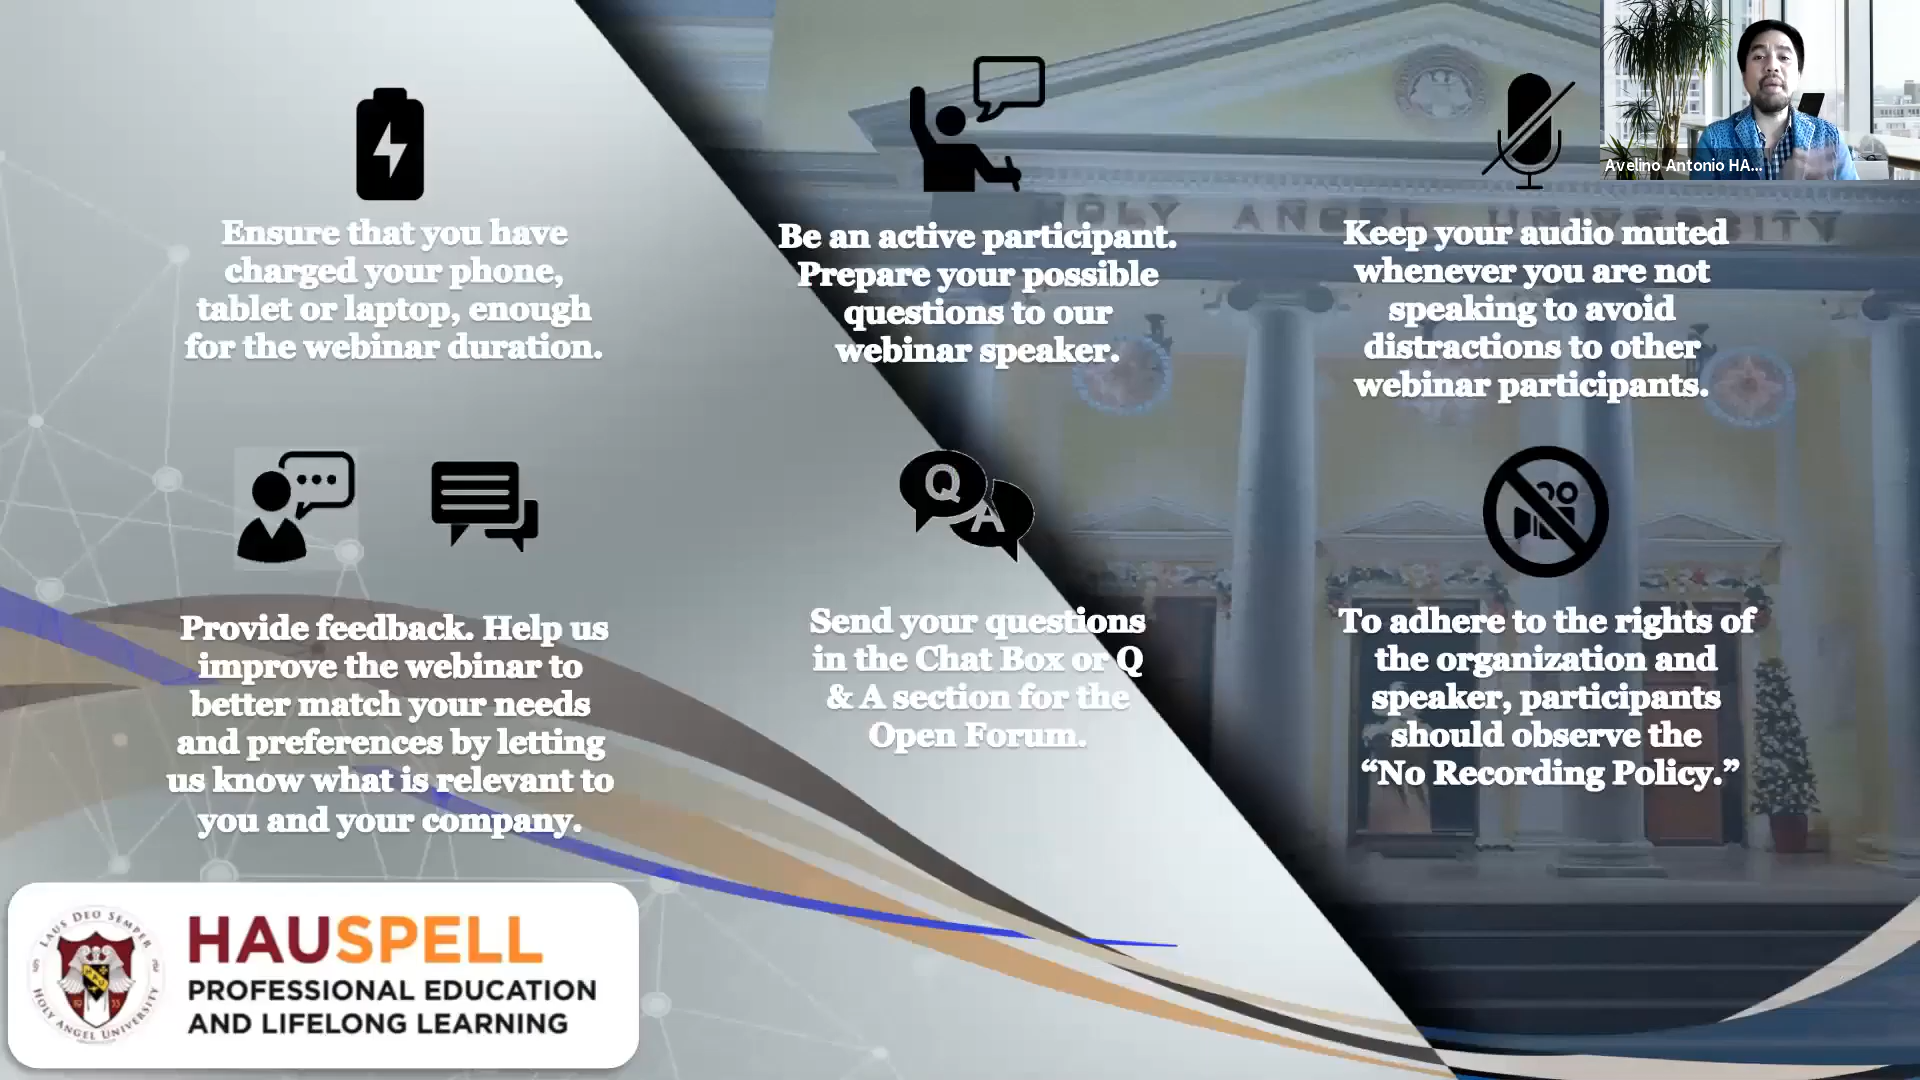 Avelino Antonio HA...
HOLY ANGEL UNIVERSITY
Ensure that you have
charged your phone,
tablet or laptop, enough
for the webinar duration.
Be an active participant.
Prepare your possible
questions to our
webinar speaker.
Keep your audio muted
whenever you are not
speaking to avoid
distractions to other
webinar participants.
Q
A
Provide feedback. Help us
improve the webinar to
better match your needs
and preferences by letting
us know what is relevant to
you and your company.
Send your questions
in the Chat Box or Q
& A section for the
Open Forum.
To adhere to the rights of
the organization and
speaker, participants
should observe the
“No Recording Policy.”
LAUS DEO SEMPER
19 33
HOLY ANGEL UNIVERSITY
HAUSPELL
PROFESSIONAL EDUCATION
AND LIFELONG LEARNING